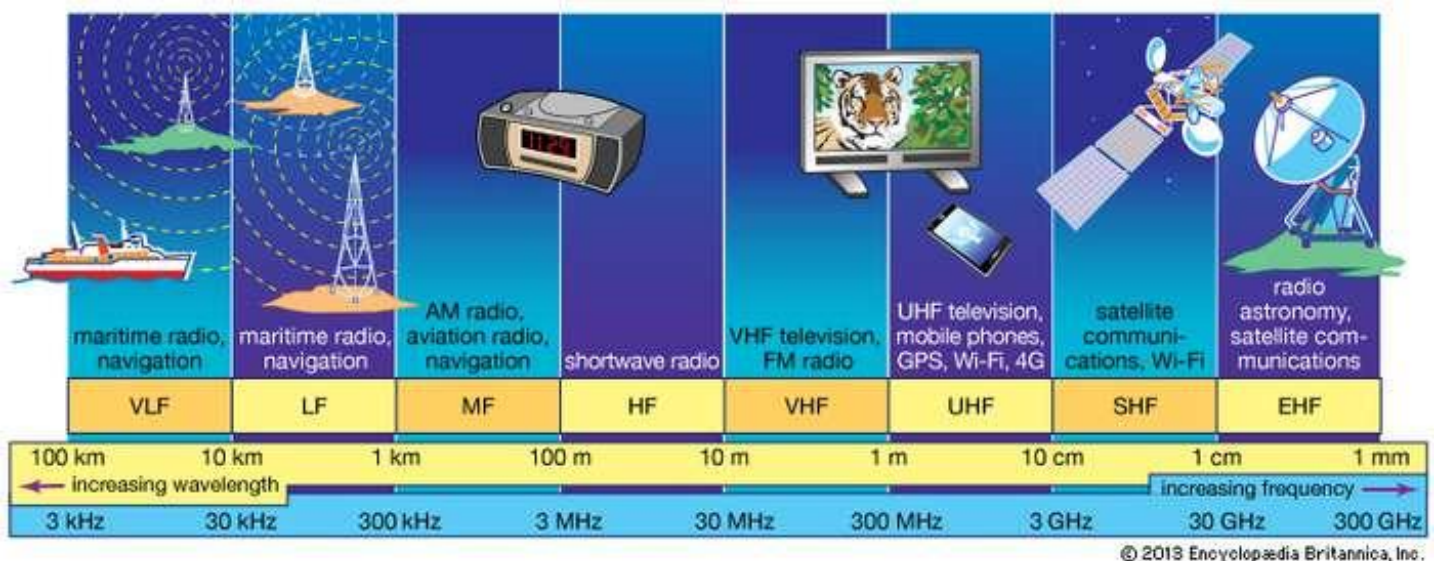 11:29
maritime radio,
navigation
maritime radio,
navigation
AM radio,
aviation radio,
navigation
shortwave radio
VHF television,
FM radio
UHF television,
mobile phones,
GPS, Wi-Fi, 4G
satellite
communi-
cations, Wi-Fi
radio
astronomy,
satellite com-
munications
VLF LF MF HF VHF UHF SHF EHF
100 km 10 km 1 km 100 m 10 m 1 m 10 cm 1 cm 1 mm
← increasing wavelength increasing frequency →
3 kHz 30 kHz 300 kHz 3 MHz 30 MHz 300 MHz 3 GHz 30 GHz 300 GHz
© 2013 Encyclopædia Britannica, Inc.